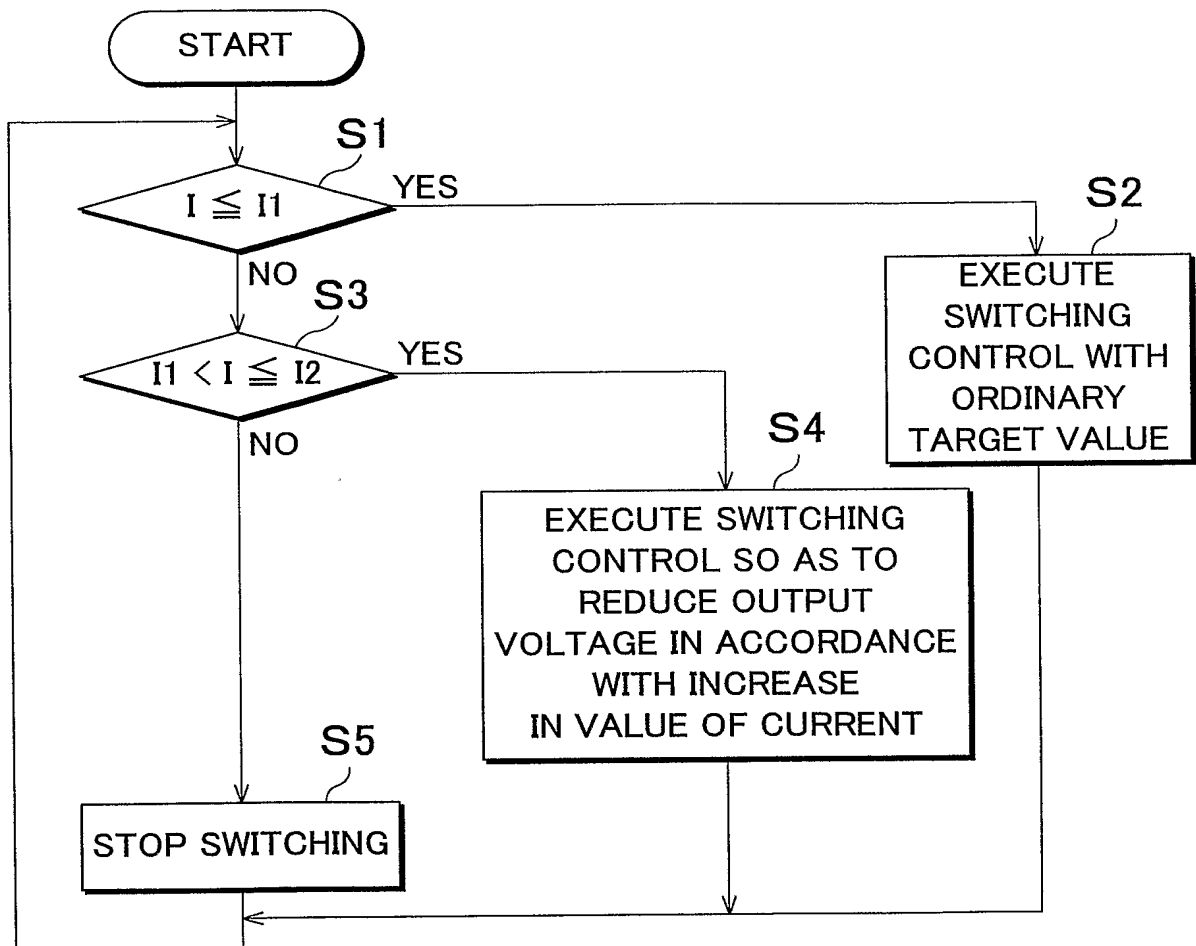 START
S1
I ≦ I1
YES
NO
S2
EXECUTE
SWITCHING
CONTROL WITH
ORDINARY
TARGET VALUE
S3
I1 < I ≦ I2
YES
NO
S4
EXECUTE SWITCHING
CONTROL SO AS TO
REDUCE OUTPUT
VOLTAGE IN ACCORDANCE
WITH INCREASE
IN VALUE OF CURRENT
S5
STOP SWITCHING